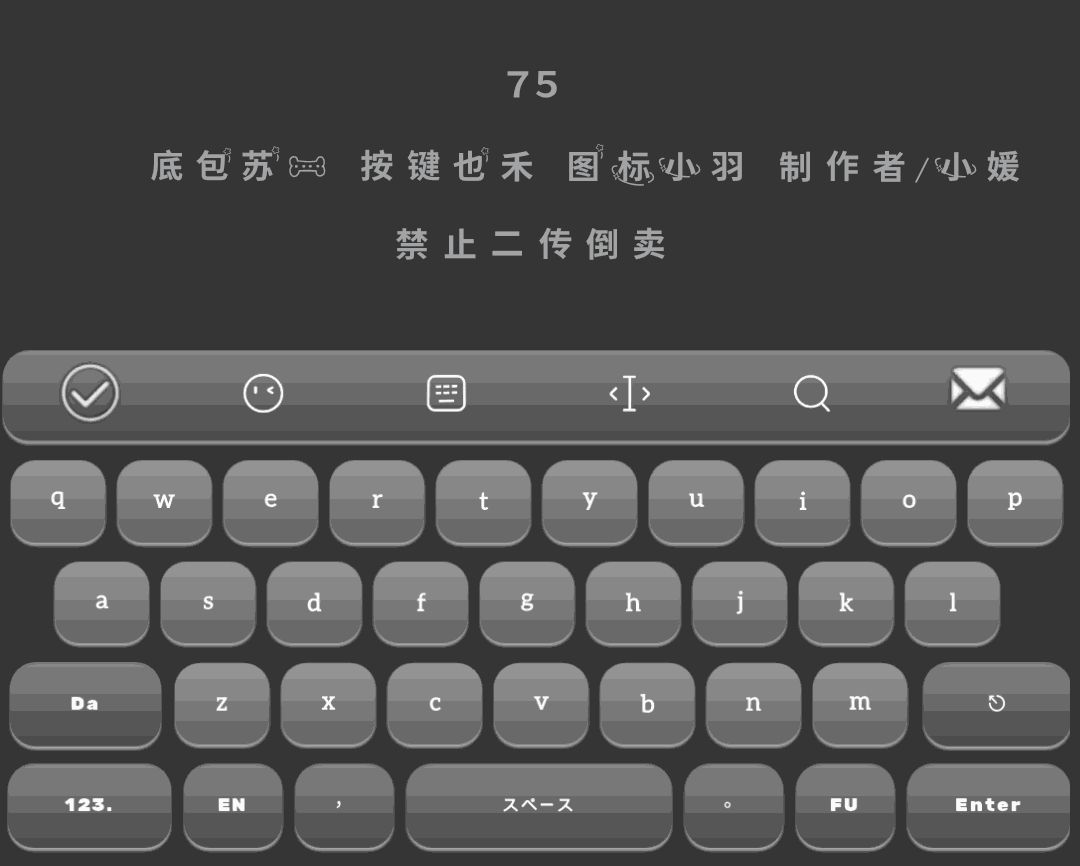 75
底包苏 按键也禾 图标小羽 制作者/小媛
禁止二传倒卖
q w e r t y u i o p
a s d f g h j k l
Da z x c v b n m
123. EN , スペース 。 FU Enter